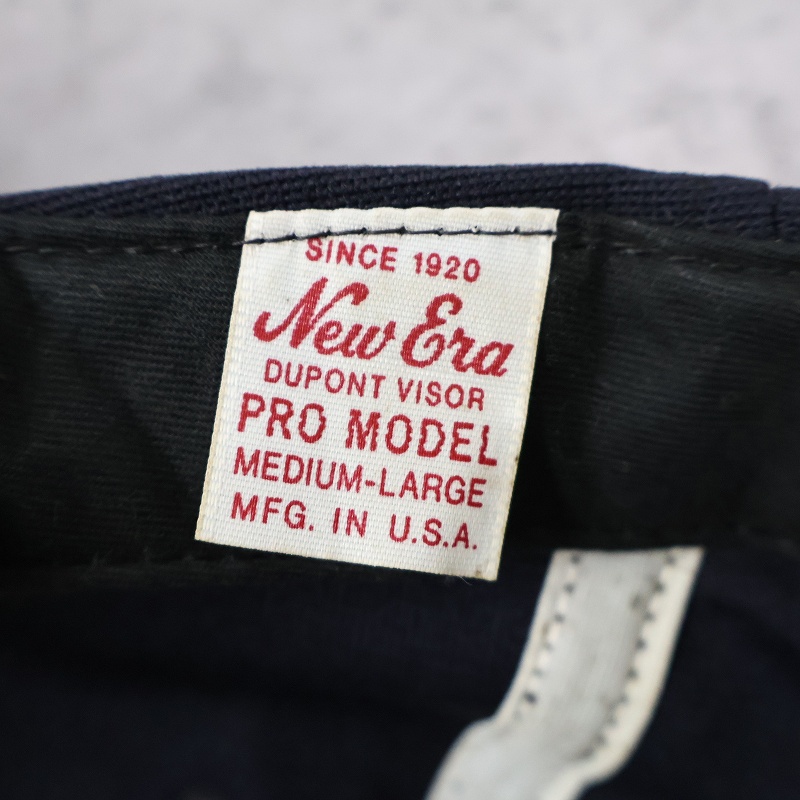 SINCE 1920
New Era
DUPONT VISOR
PRO MODEL
MEDIUM-LARGE
MFG. IN U.S.A.